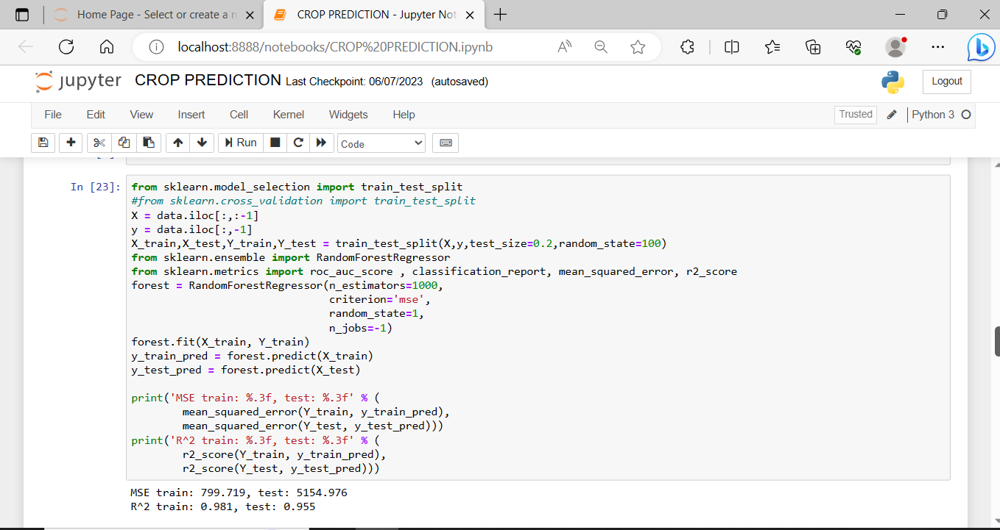 Home Page - Select or create a n
CROP PREDICTION - Jupyter Not
localhost:8888/notebooks/CROP%20PREDICTION.ipynb
jupyter CROP PREDICTION Last Checkpoint: 06/07/2023 (autosaved)
Logout
File Edit View Insert Cell Kernel Widgets Help
Trusted
Python 3
Run
Code
In [23]:
from sklearn.model_selection import train_test_split
#from sklearn.cross_validation import train_test_split
X = data.iloc[:,:-1]
y = data.iloc[:,-1]
X_train,X_test,Y_train,Y_test = train_test_split(X,y,test_size=0.2,random_state=100)
from sklearn.ensemble import RandomForestRegressor
from sklearn.metrics import roc_auc_score , classification_report, mean_squared_error, r2_score
forest = RandomForestRegressor(n_estimators=1000,
                               criterion='mse',
                               random_state=1,
                               n_jobs=-1)
forest.fit(X_train, Y_train)
y_train_pred = forest.predict(X_train)
y_test_pred = forest.predict(X_test)

print('MSE train: %.3f, test: %.3f' % (
        mean_squared_error(Y_train, y_train_pred),
        mean_squared_error(Y_test, y_test_pred)))
print('R^2 train: %.3f, test: %.3f' % (
        r2_score(Y_train, y_train_pred),
        r2_score(Y_test, y_test_pred)))
MSE train: 799.719, test: 5154.976
R^2 train: 0.981, test: 0.955